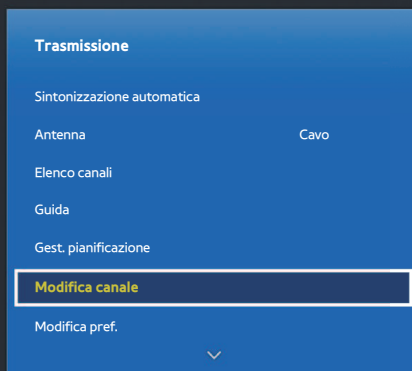 Trasmissione
Sintonizzazione automatica
Antenna Cavo
Elenco canali
Guida
Gest. pianificazione
Modifica canale
Modifica pref.